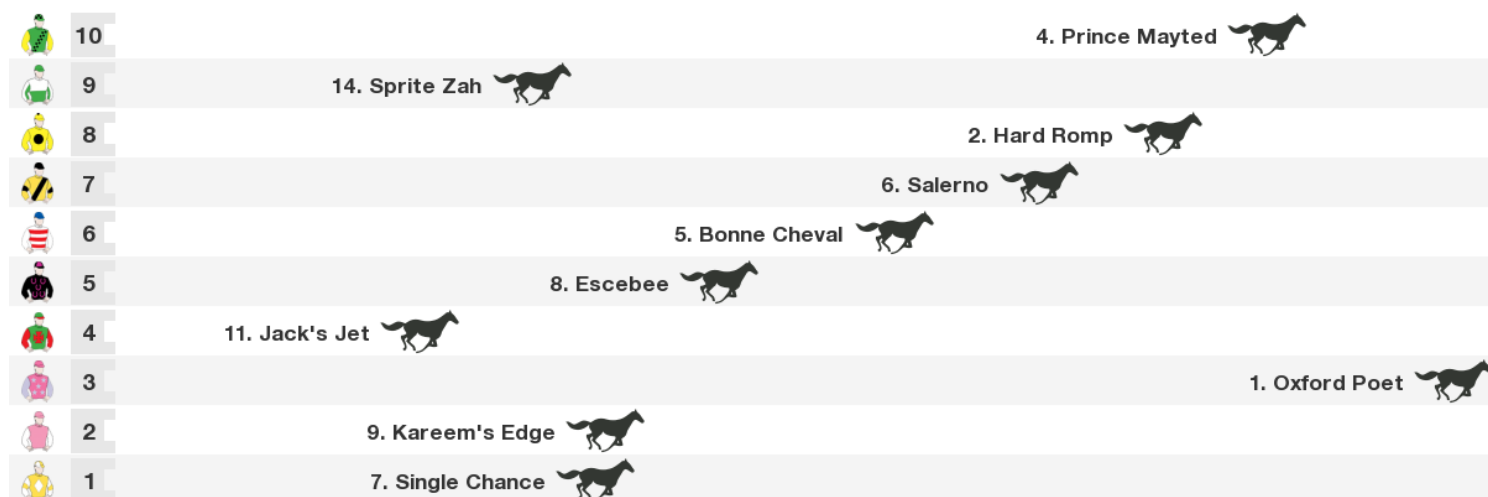 10 4. Prince Mayted
9 14. Sprite Zah
8 2. Hard Romp
7 6. Salerno
6 5. Bonne Cheval
5 8. Escebee
4 11. Jack's Jet
3 1. Oxford Poet
2 9. Kareem's Edge
1 7. Single Chance